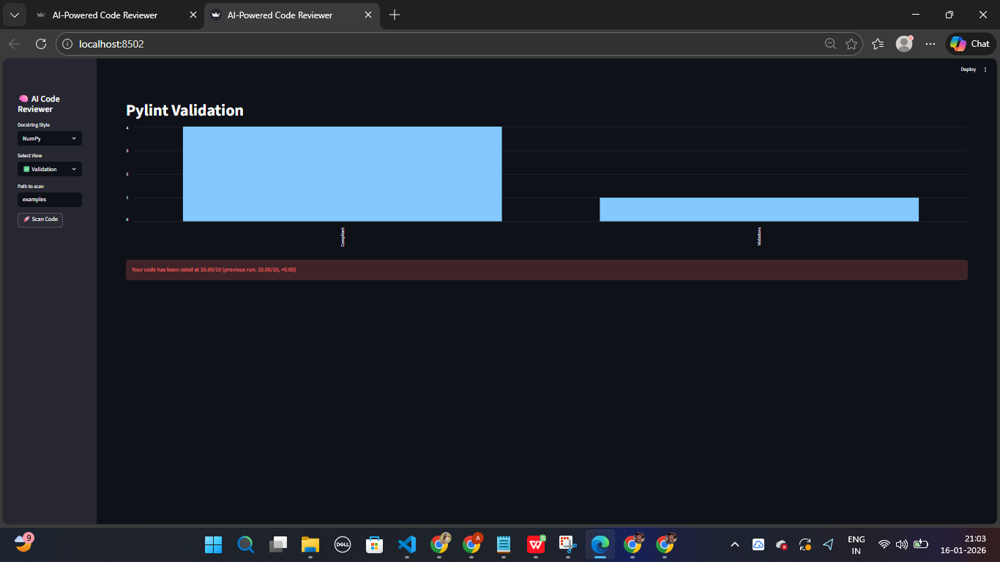 AI-Powered Code Reviewer
AI-Powered Code Reviewer
localhost:8502
Chat
Deploy
AI Code
Reviewer
Docstring Style
NumPy
Select View
Validation
Path to scan
examples
Scan Code
Pylint Validation
4
3
2
1
0
Compliant
Violations
Your code has been rated at 10.00/10 (previous run: 10.00/10, +0.00)
9
DELL
A
W
S
ENG
IN
21:03
16-01-2026